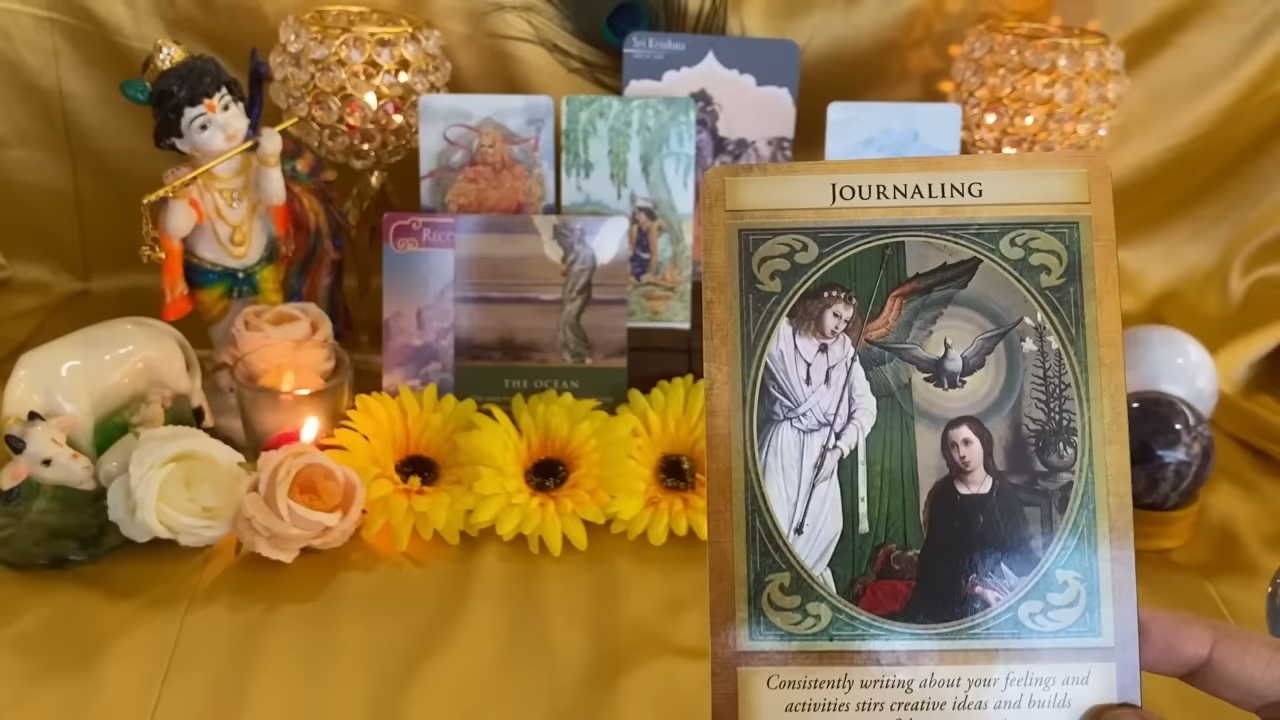 Sri Krishna
THE OCEAN
JOURNALING
Consistently writing about your feelings and
activities stirs creative ideas and builds